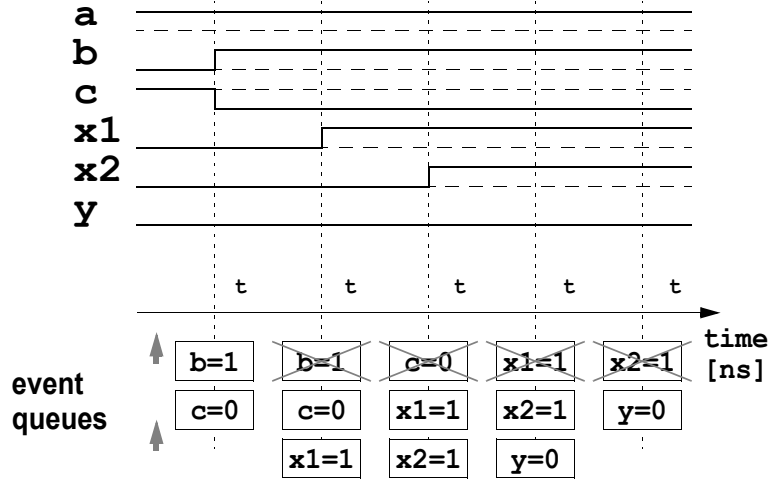 a
b
c
x1
x2
y
t t t t t
time
[ns]
event
queues
b=1 b=1 c=0 x1=1 x2=1
c=0 c=0 x1=1 x2=1 y=0
x1=1 x2=1 y=0